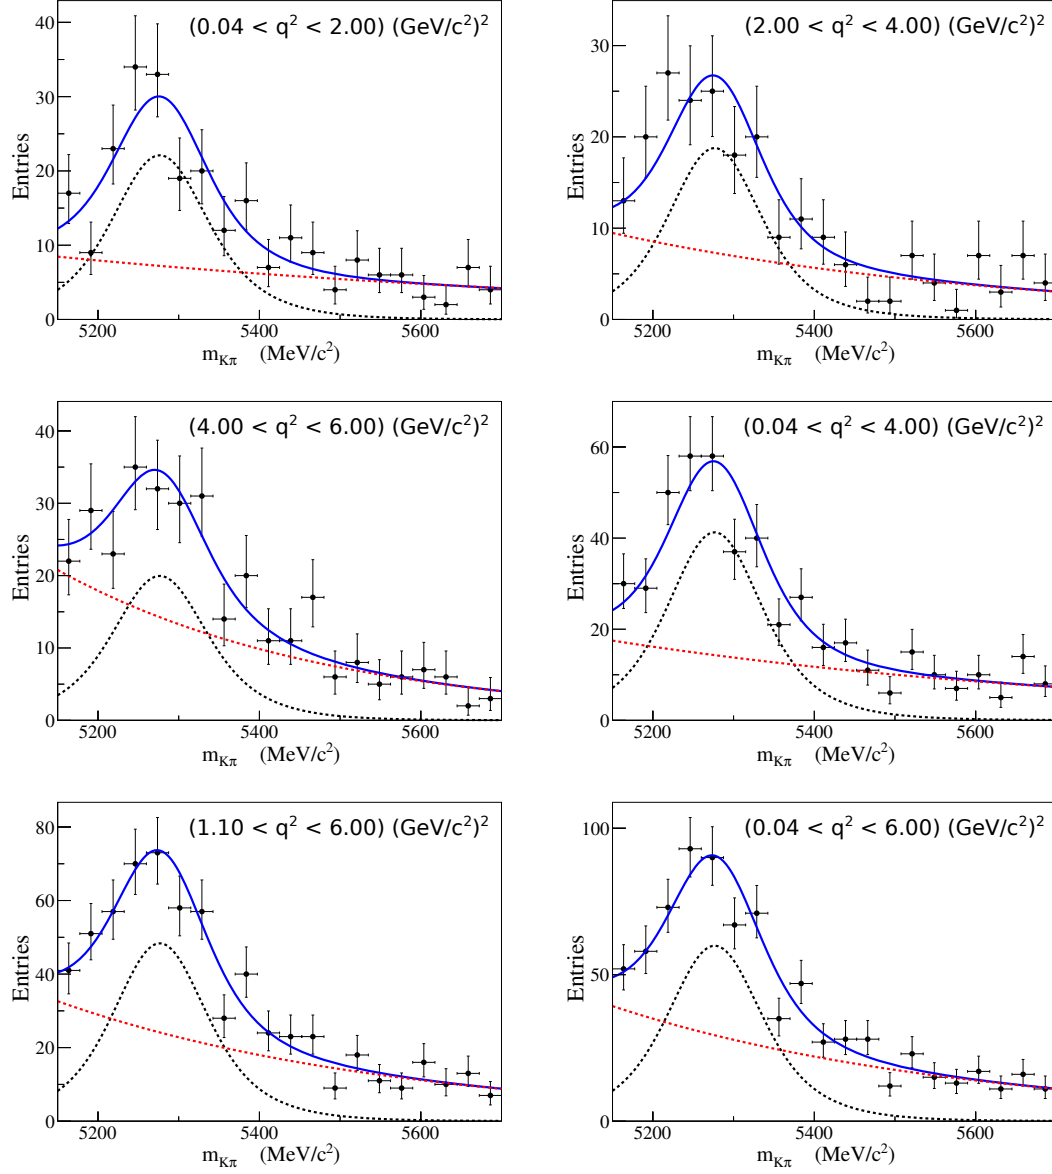 (0.04 < q² < 2.00) (GeV/c²)²
Entries
40
30
20
10
0
5200 5400 5600
m_Kπ (MeV/c²)
(2.00 < q² < 4.00) (GeV/c²)²
Entries
30
20
10
0
5200 5400 5600
m_Kπ (MeV/c²)
(4.00 < q² < 6.00) (GeV/c²)²
Entries
40
30
20
10
0
5200 5400 5600
m_Kπ (MeV/c²)
(0.04 < q² < 4.00) (GeV/c²)²
Entries
60
40
20
0
5200 5400 5600
m_Kπ (MeV/c²)
(1.10 < q² < 6.00) (GeV/c²)²
Entries
80
60
40
20
0
5200 5400 5600
m_Kπ (MeV/c²)
(0.04 < q² < 6.00) (GeV/c²)²
Entries
100
50
0
5200 5400 5600
m_Kπ (MeV/c²)